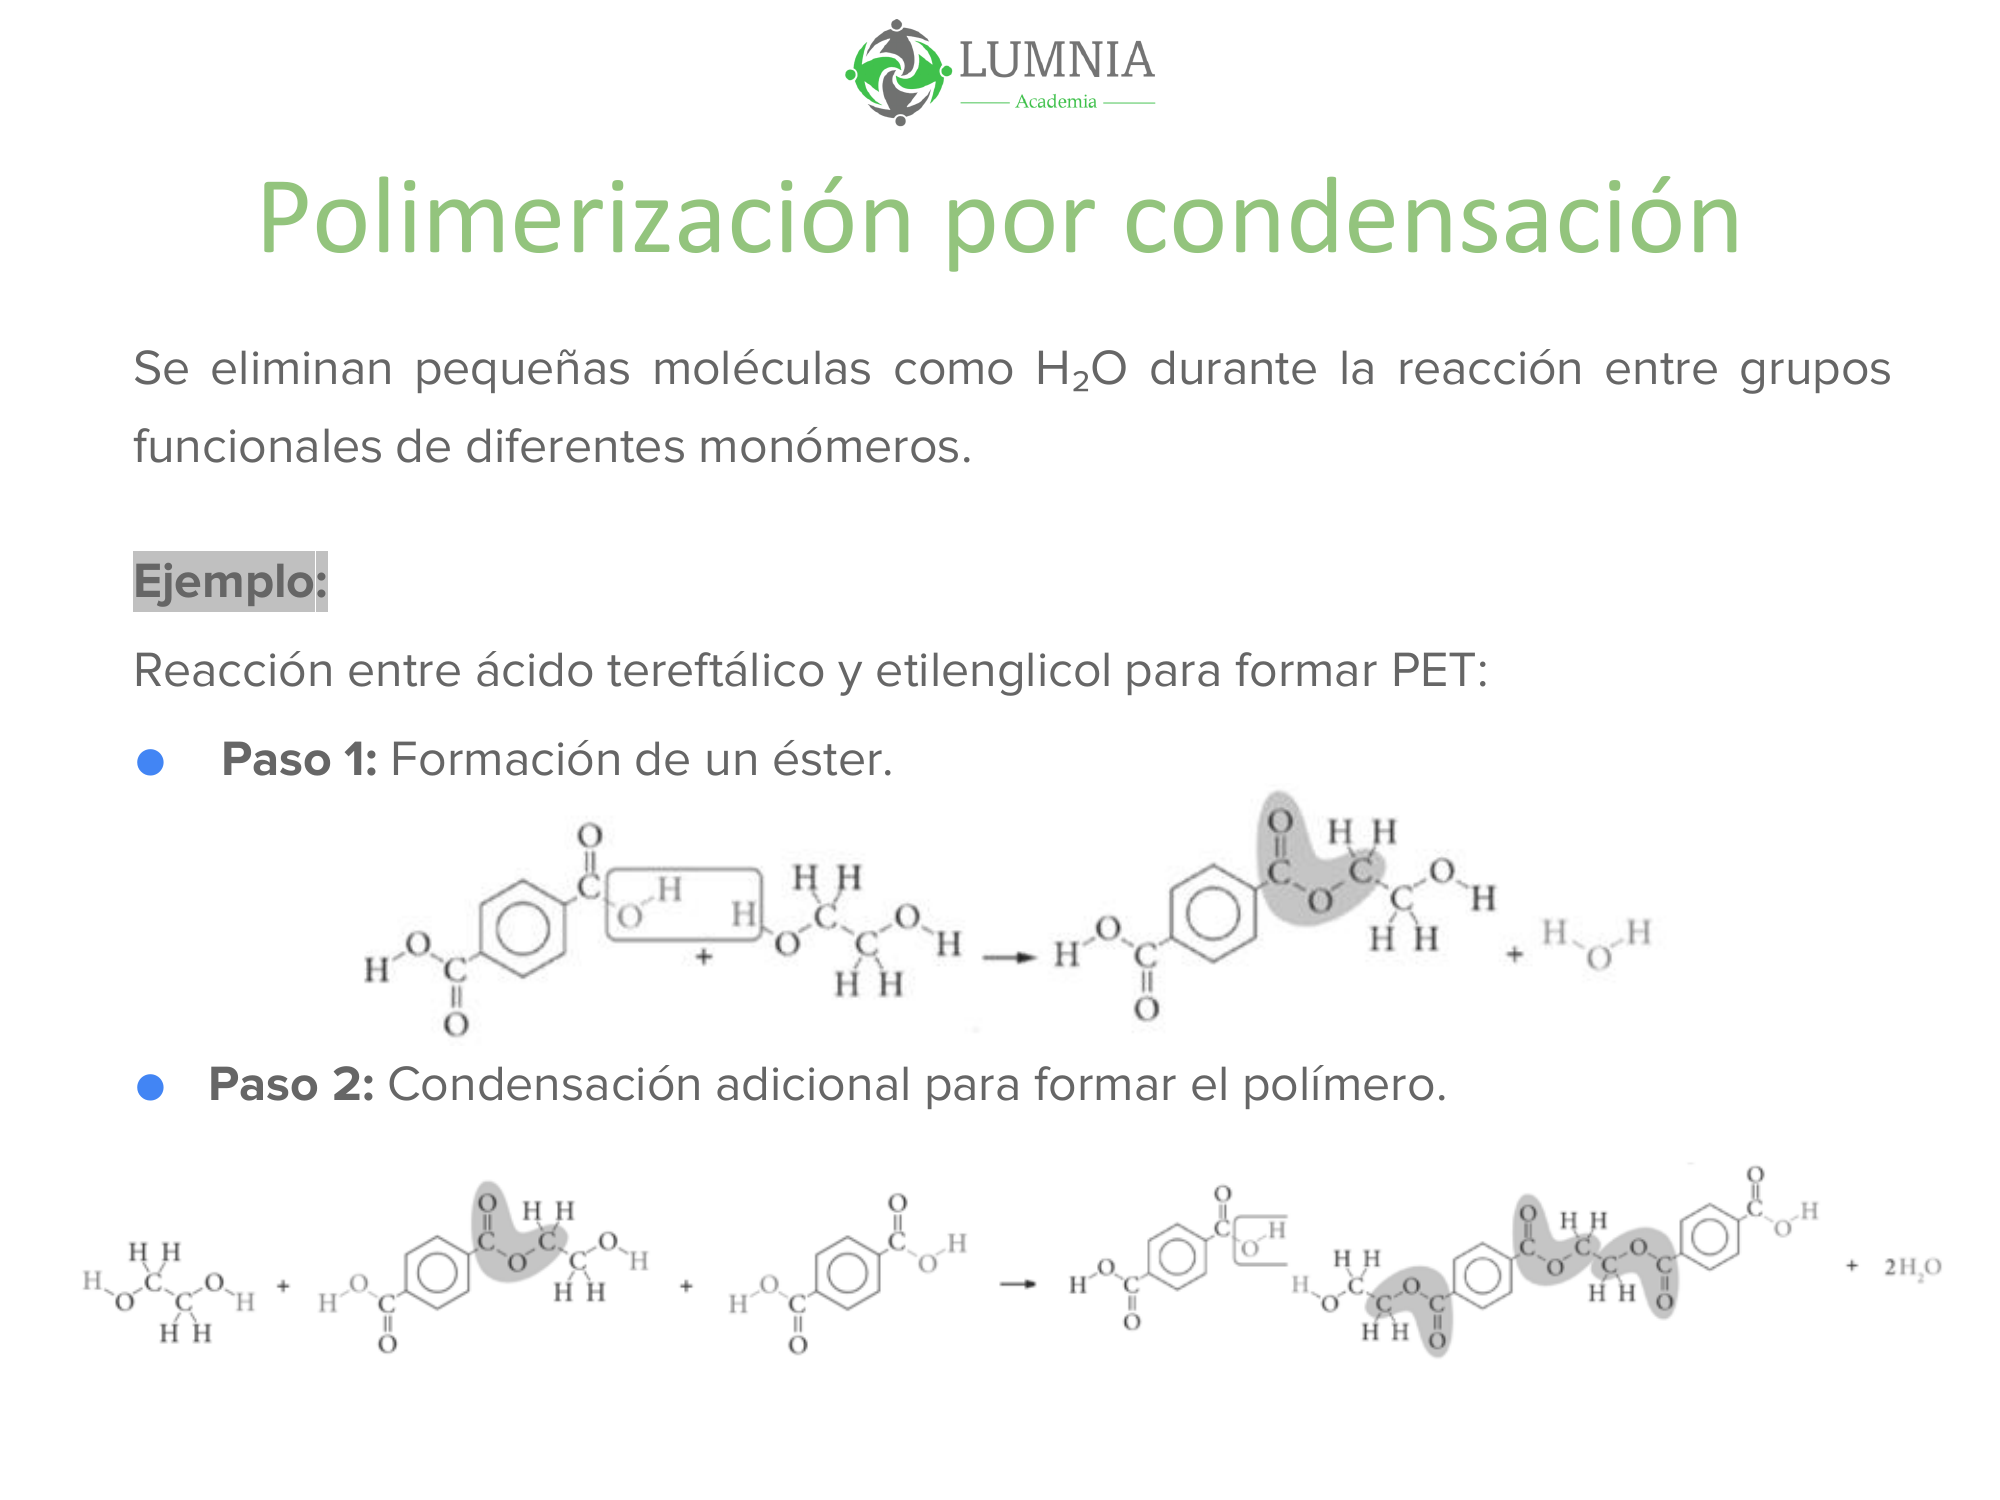 LUMNIA
Academia
Polimerización por condensación
Se eliminan pequeñas moléculas como H₂O durante la reacción entre grupos
funcionales de diferentes monómeros.
Ejemplo:
Reacción entre ácido tereftálico y etilenglicol para formar PET:
● Paso 1: Formación de un éster.
O
O H H
C O H H H H
H O C O H
H O C O C O H
C H H
O
+
H O C
O
C O C H H
C O H
H H
+
H O H
● Paso 2: Condensación adicional para formar el polímero.
H H
H O C C O H
H H
+
H O C O
O C O C H H
C O H
H H
+
H O C O
O C O H
H O C O
O C O H
H H
H O C C O C O
H H
O C O C H H
C O C O
H H
O C O H
+ 2H₂O